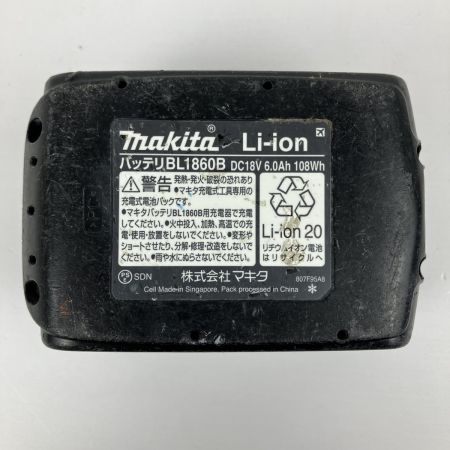 makita® Li-ion
バッテリBL1860B DC18V 6.0Ah 108Wh
警告 発熱・発火・破裂の恐れあり
●マキタ充電式工具専用の
充電式電池パックです。
●マキタバッテリBL1860B用充電器で充電
してください。●火中投入、加熱、高温での充
電・使用・放置をしないでください。●変形や
ショートさせたり、分解・修理・改造をしないで
ください。●雨や水にぬらさないでください。
Li-ion 20
リチウムイオン電池
はリサイクルへ
PSE SDN 株式会社マキタ 807F95A8
Cell Made in Singapore, Pack processed in China